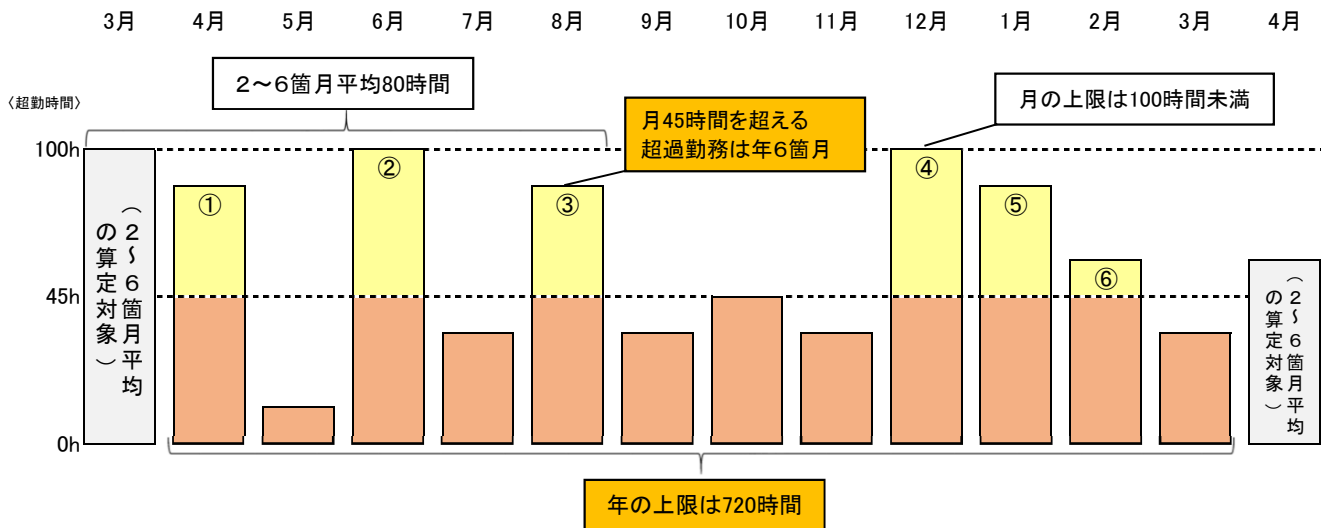 3月 4月 5月 6月 7月 8月 9月 10月 11月 12月 1月 2月 3月 4月
2～6箇月平均80時間
〈超勤時間〉
月の上限は100時間未満
月45時間を超える
超過勤務は年6箇月
100h
②
④
①
③
⑤
（2～6箇月平均
の算定対象）
⑥
（2～6箇月平均
の算定対象）
45h
0h
年の上限は720時間